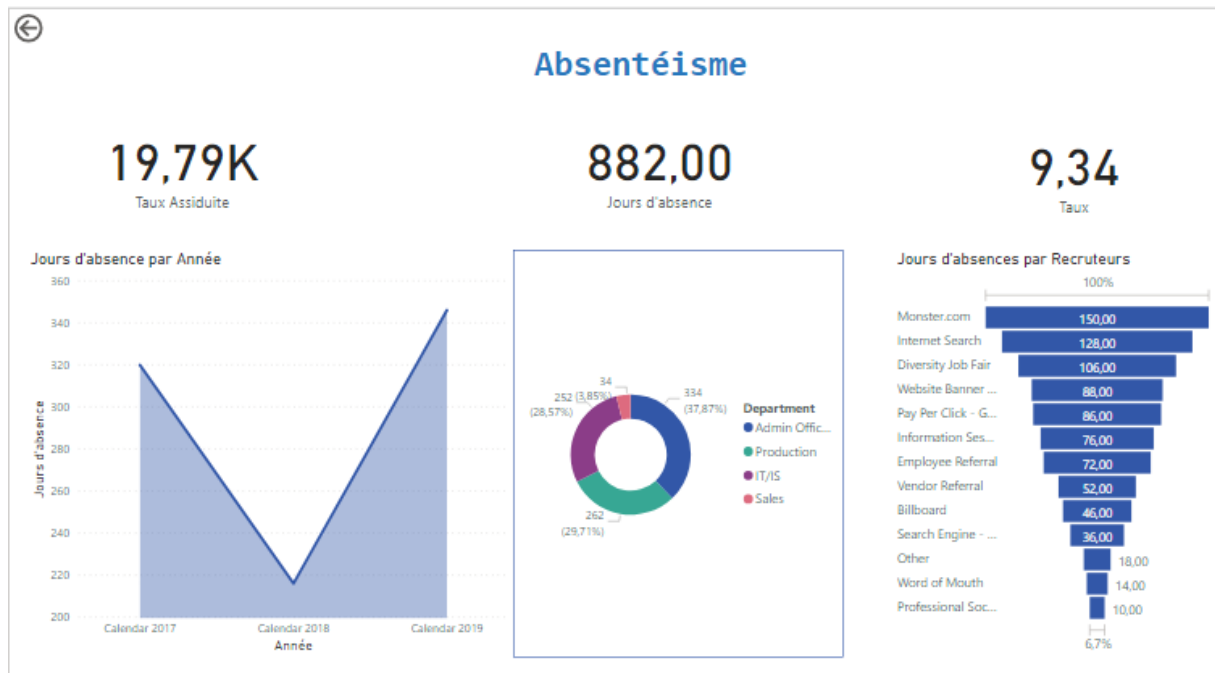 Absentéisme
19,79K
Taux Assiduite
882,00
Jours d'absence
9,34
Taux
Jours d'absence par Année
360
340
320
300
280
260
240
220
200
Jours d'absence
Calendar 2017
Calendar 2018
Calendar 2019
Année
34
(3,85%)
252
(28,57%)
334
(37,87%)
262
(29,71%)
Department
Admin Offic...
Production
IT/IS
Sales
Jours d'absences par Recruteurs
100%
Monster.com 150,00
Internet Search 128,00
Diversity Job Fair 106,00
Website Banner ... 88,00
Pay Per Click - G... 86,00
Information Ses... 76,00
Employee Referral 72,00
Vendor Referral 52,00
Billboard 46,00
Search Engine - ... 36,00
Other 18,00
Word of Mouth 14,00
Professional Soc... 10,00
6,7%